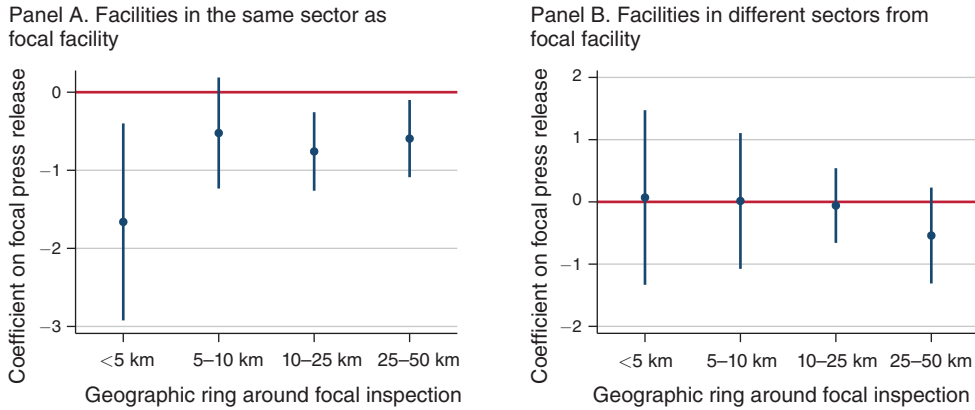 Panel A. Facilities in the same sector as
focal facility
Coefficient on focal press release
0
−1
−2
−3
<5 km
5–10 km
10–25 km
25–50 km
Geographic ring around focal inspection
Panel B. Facilities in different sectors from
focal facility
Coefficient on focal press release
2
1
0
−1
−2
<5 km
5–10 km
10–25 km
25–50 km
Geographic ring around focal inspection